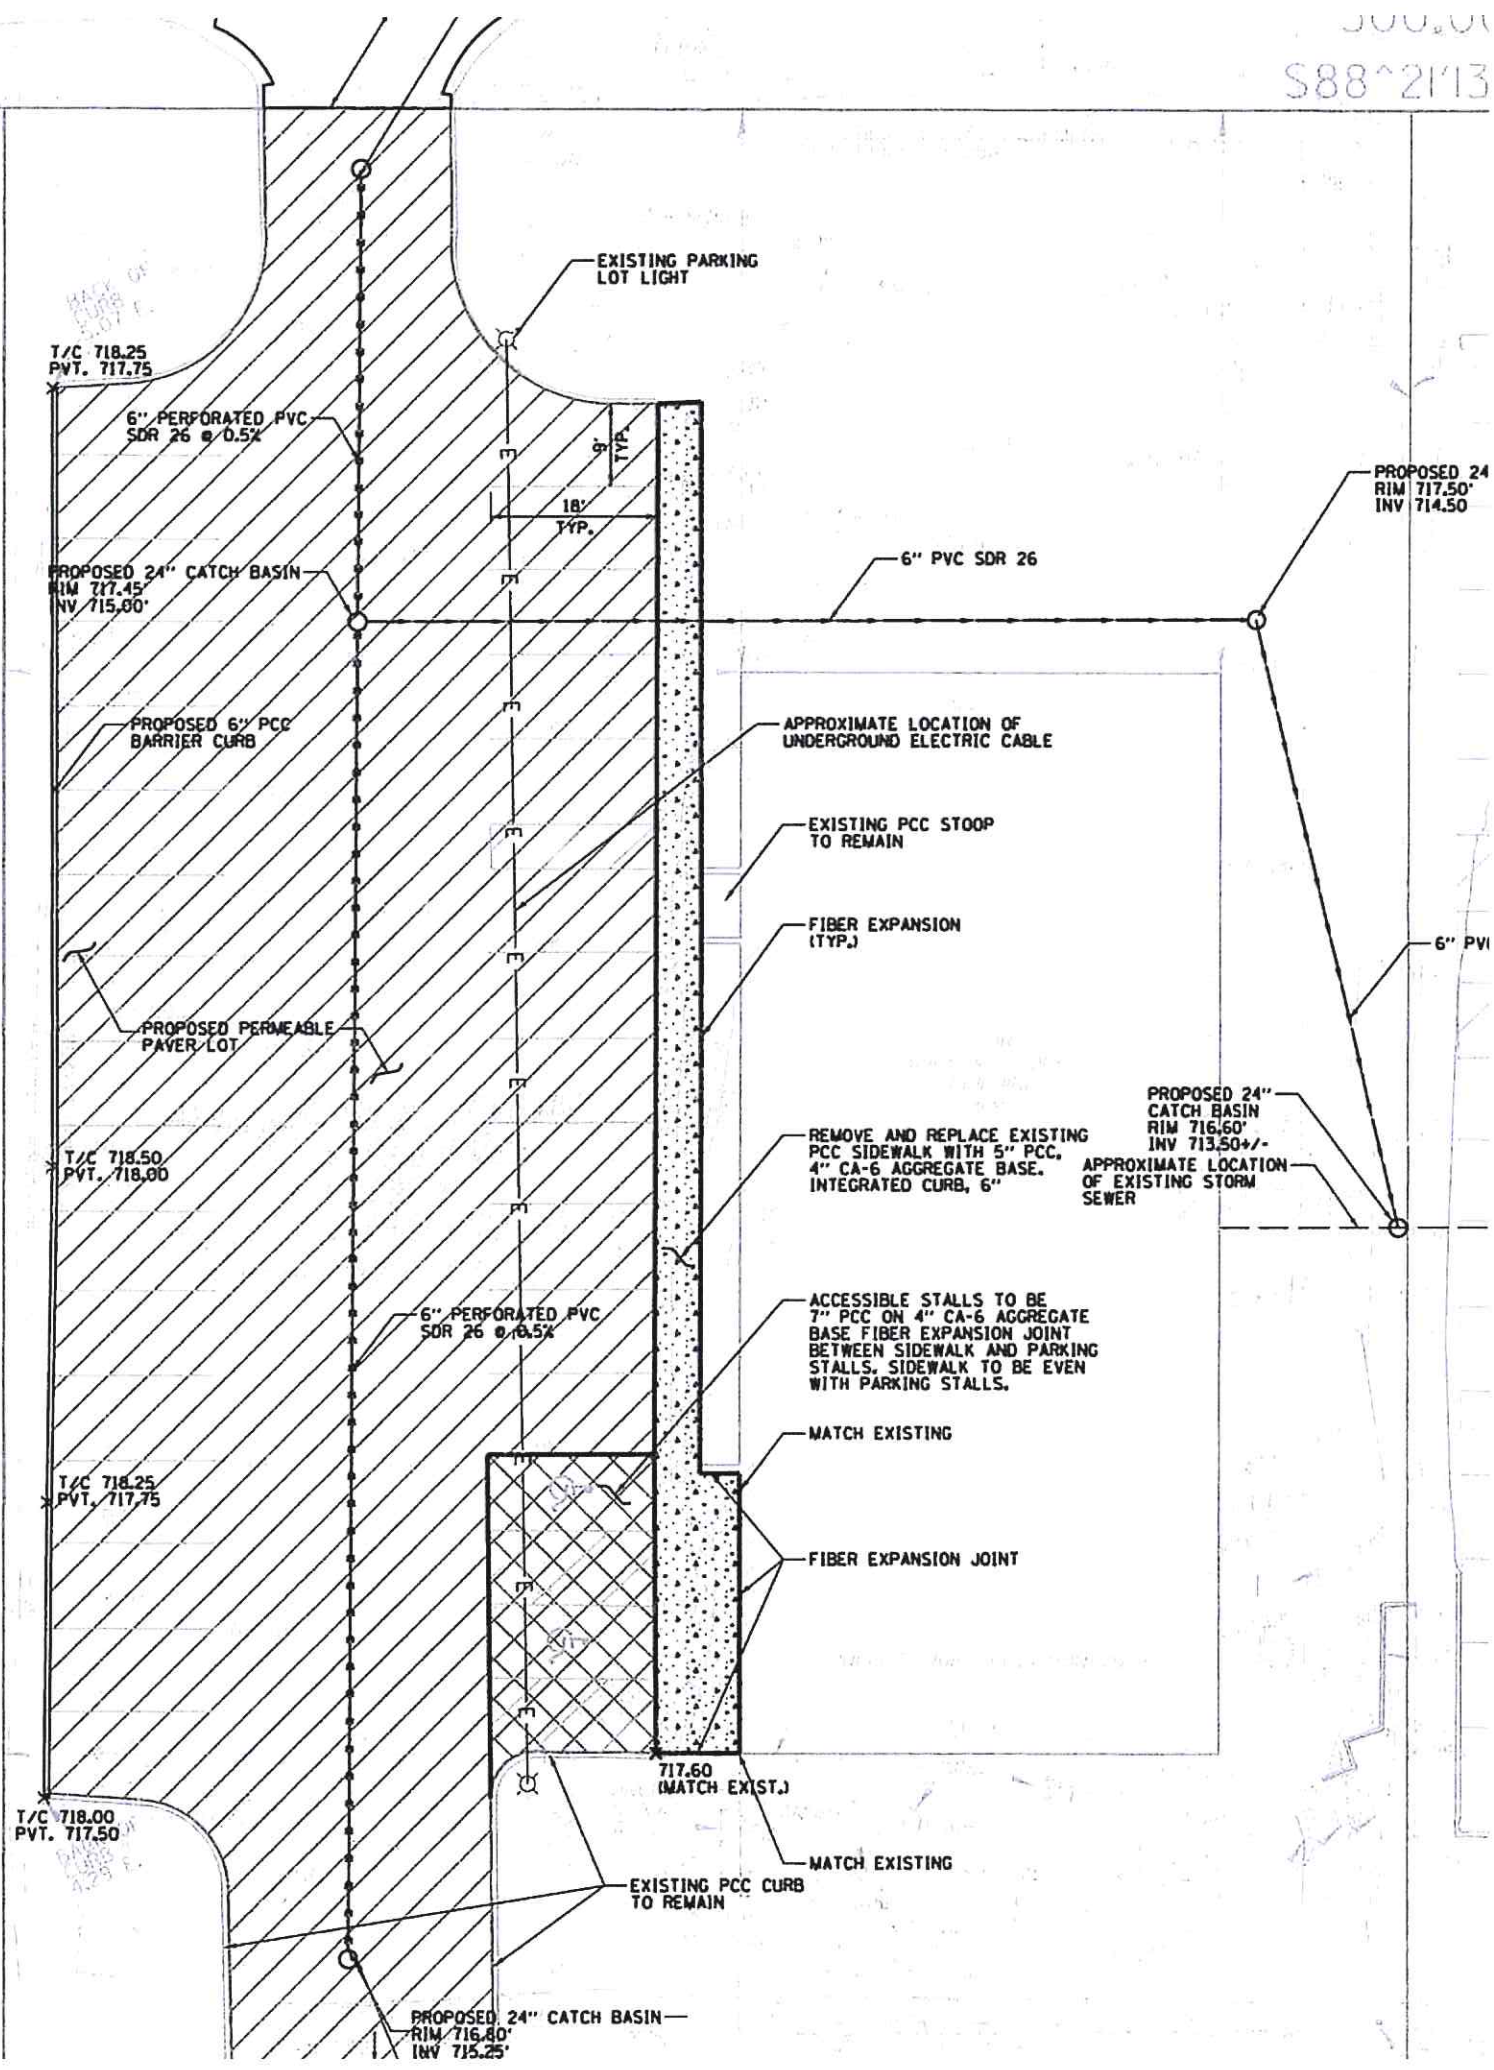 S88^21'13
EXISTING PARKING
LOT LIGHT
T/C 718.25
PVT. 717.75
6" PERFORATED PVC
SDR 26 @ 0.5%
9'
TYP.
18'
TYP.
PROPOSED 24
RIM 717.50'
INV 714.50
6" PVC SDR 26
PROPOSED 24" CATCH BASIN
RIM 717.45'
INV 715.00'
PROPOSED 6" PCC
BARRIER CURB
APPROXIMATE LOCATION OF
UNDERGROUND ELECTRIC CABLE
EXISTING PCC STOOP
TO REMAIN
FIBER EXPANSION
(TYP.)
6" PV
PROPOSED PERMEABLE
PAVER LOT
PROPOSED 24"
CATCH BASIN
RIM 716.60'
INV 713.50+/-
APPROXIMATE LOCATION
OF EXISTING STORM
SEWER
T/C 718.50
PVT. 718.00
REMOVE AND REPLACE EXISTING
PCC SIDEWALK WITH 5" PCC,
4" CA-6 AGGREGATE BASE.
INTEGRATED CURB, 6"
6" PERFORATED PVC
SDR 26 @ 0.5%
ACCESSIBLE STALLS TO BE
7" PCC ON 4" CA-6 AGGREGATE
BASE FIBER EXPANSION JOINT
BETWEEN SIDEWALK AND PARKING
STALLS. SIDEWALK TO BE EVEN
WITH PARKING STALLS.
MATCH EXISTING
T/C 718.25
PVT. 717.75
FIBER EXPANSION JOINT
E
E
E
E
E
E
E
E
E
E
E
717.60
(MATCH EXIST.)
T/C 718.00
PVT. 717.50
MATCH EXISTING
EXISTING PCC CURB
TO REMAIN
PROPOSED 24" CATCH BASIN
RIM 716.80'
INV 715.25'